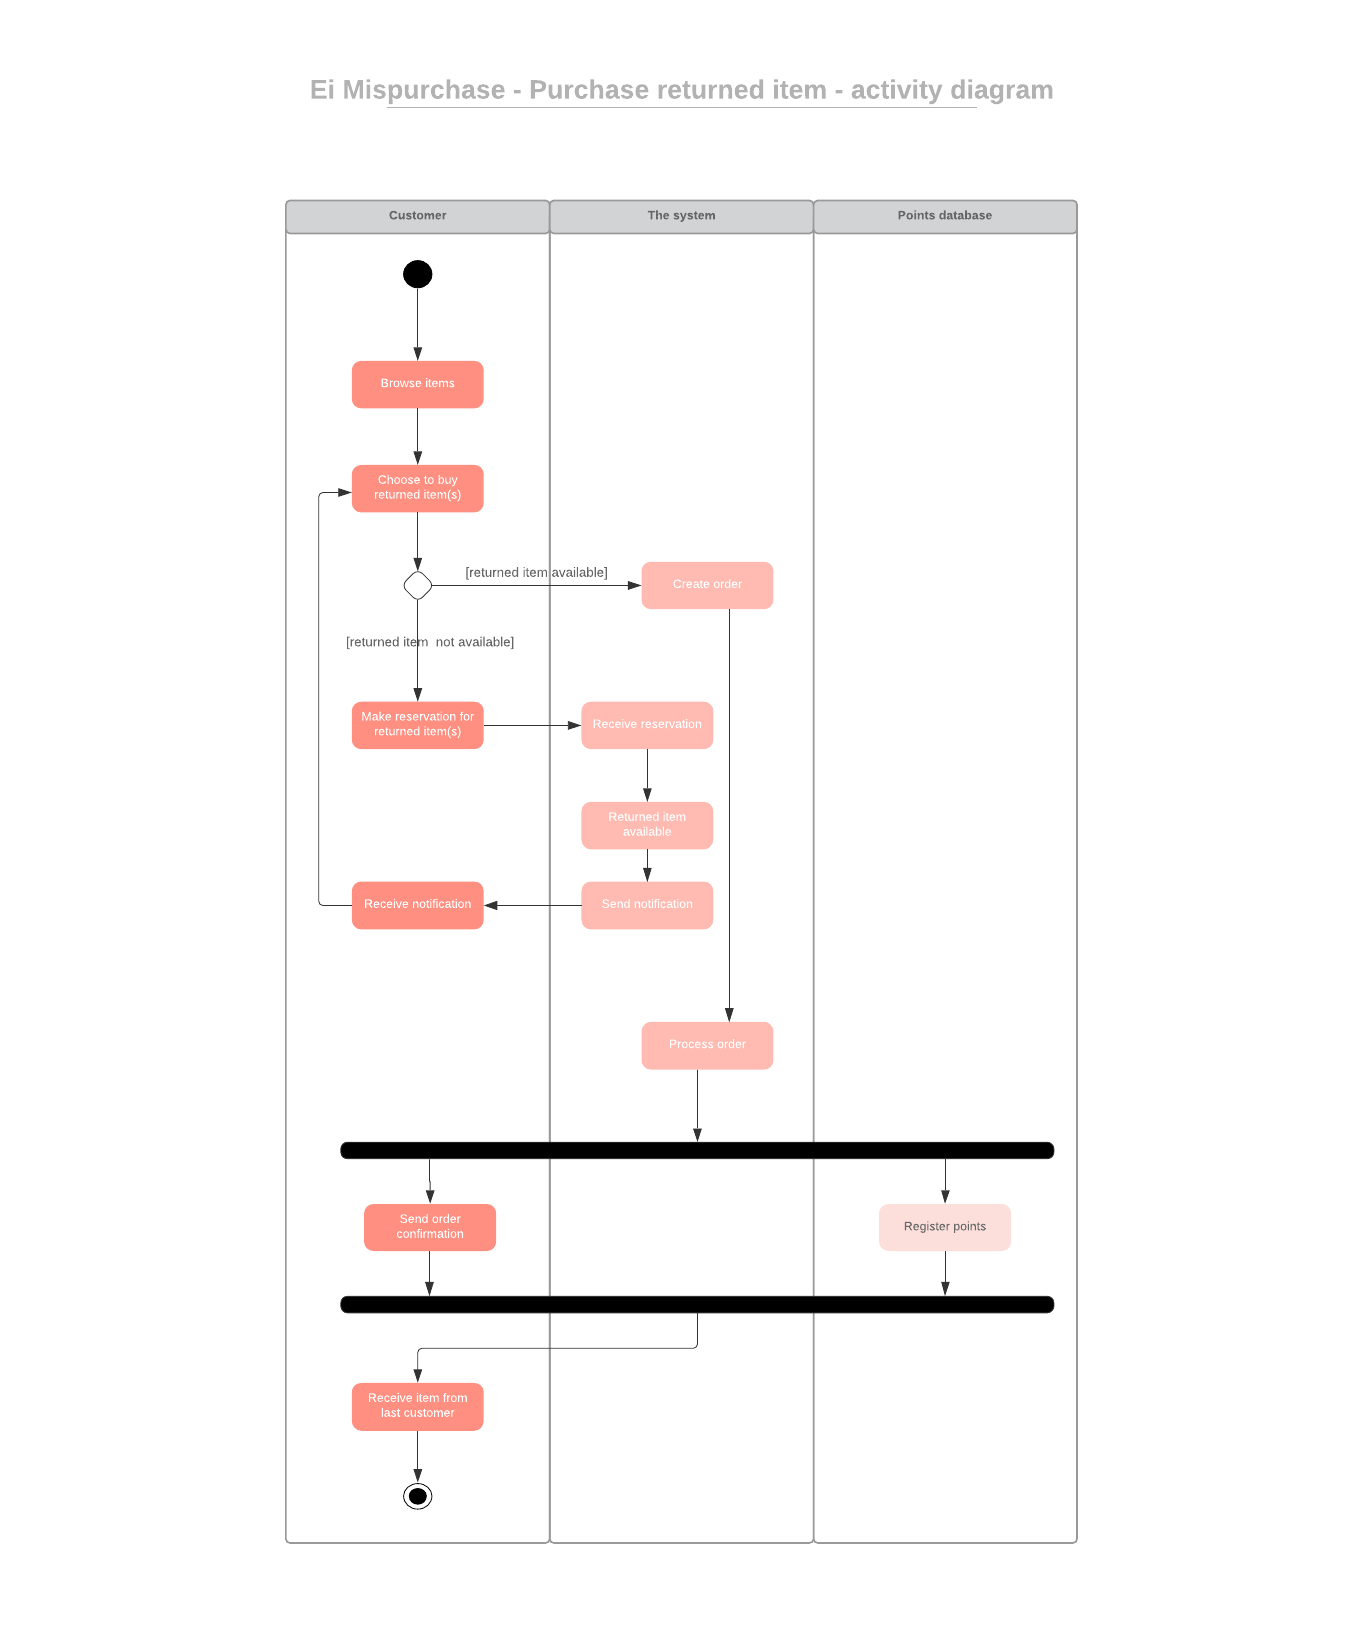 Ei Mispurchase - Purchase returned item - activity diagram
Customer
The system
Points database
Browse items
Choose to buy
returned item(s)
[returned item available]
Create order
[returned item  not available]
Make reservation for
returned item(s)
Receive reservation
Returned item
available
Receive notification
Send notification
Process order
Send order
confirmation
Register points
Receive item from
last customer